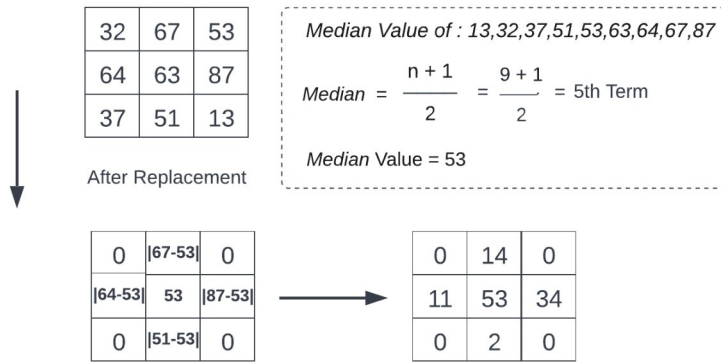 32 67 53
64 63 87
37 51 13
After Replacement
Median Value of : 13,32,37,51,53,63,64,67,87
Median = n + 1 / 2 = 9 + 1 / 2 = 5th Term
Median Value = 53
0 |67-53| 0
|64-53| 53 |87-53|
0 |51-53| 0
0 14 0
11 53 34
0 2 0